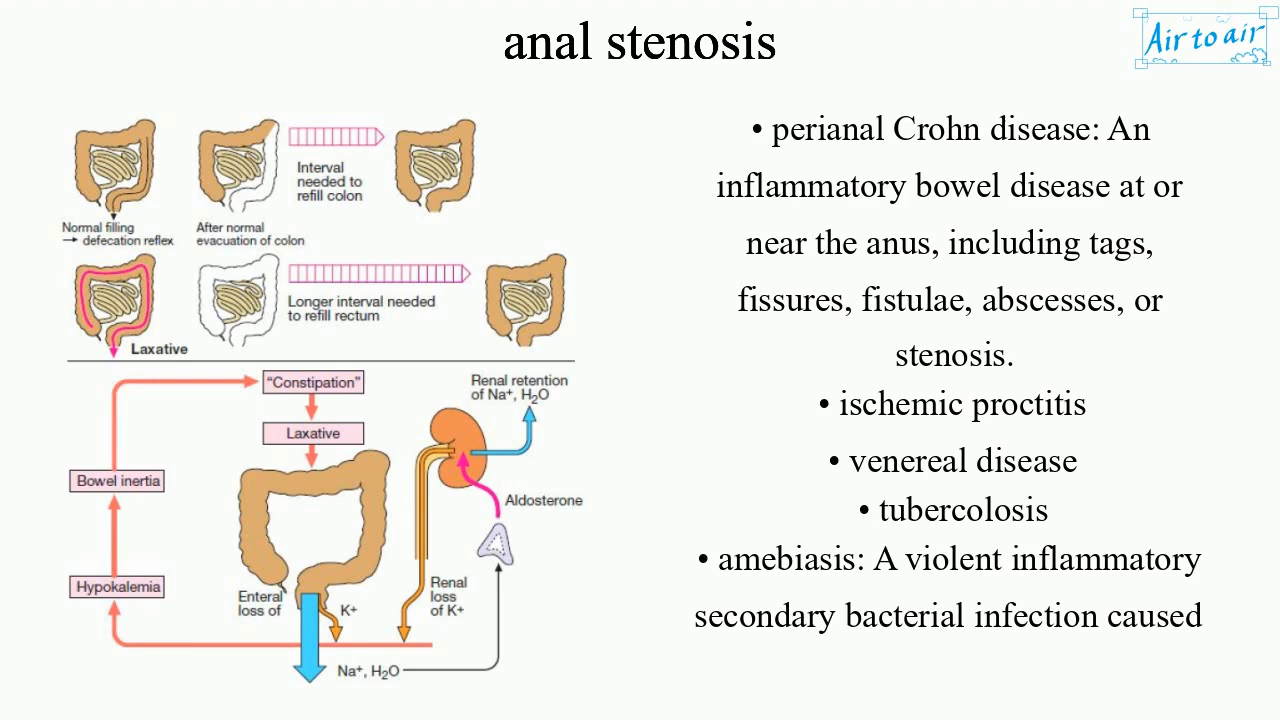 anal stenosis
Air to air
Interval
needed to
refill colon
Normal filling
→ defecation reflex
After normal
evacuation of colon
Longer interval needed
to refill rectum
Laxative
"Constipation"
Laxative
Renal retention
of Na⁺, H₂O
Bowel inertia
Aldosterone
Hypokalemia
Enteral
loss of
K⁺
Renal
loss
of K⁺
Na⁺, H₂O
• perianal Crohn disease: An
inflammatory bowel disease at or
near the anus, including tags,
fissures, fistulae, abscesses, or
stenosis.
• ischemic proctitis
• venereal disease
• tubercolosis
• amebiasis: A violent inflammatory
secondary bacterial infection caused